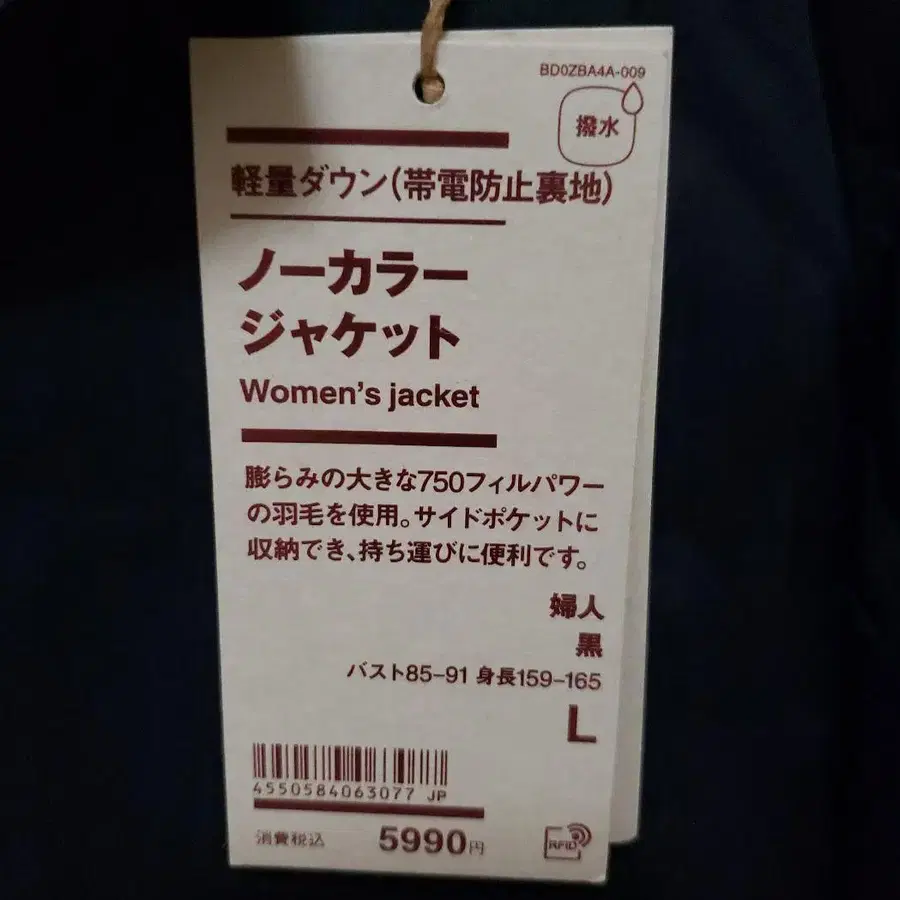 BD0ZBA4A-009
撥水
軽量ダウン(帯電防止裏地)
ノーカラー
ジャケット
Women's jacket
膨らみの大きな750フィルパワー
の羽毛を使用。サイドポケットに
収納でき、持ち運びに便利です。
婦人
黒
バスト85-91 身長159-165
L
4550584063077 JP
消費税込 5990円
RFID